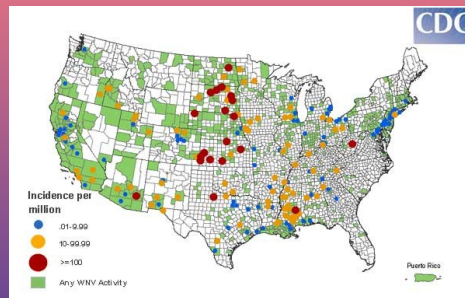 CDC
Incidence per
million
.01-9.99
10-99.99
>=100
Any WNV Activity
Puerto Rico